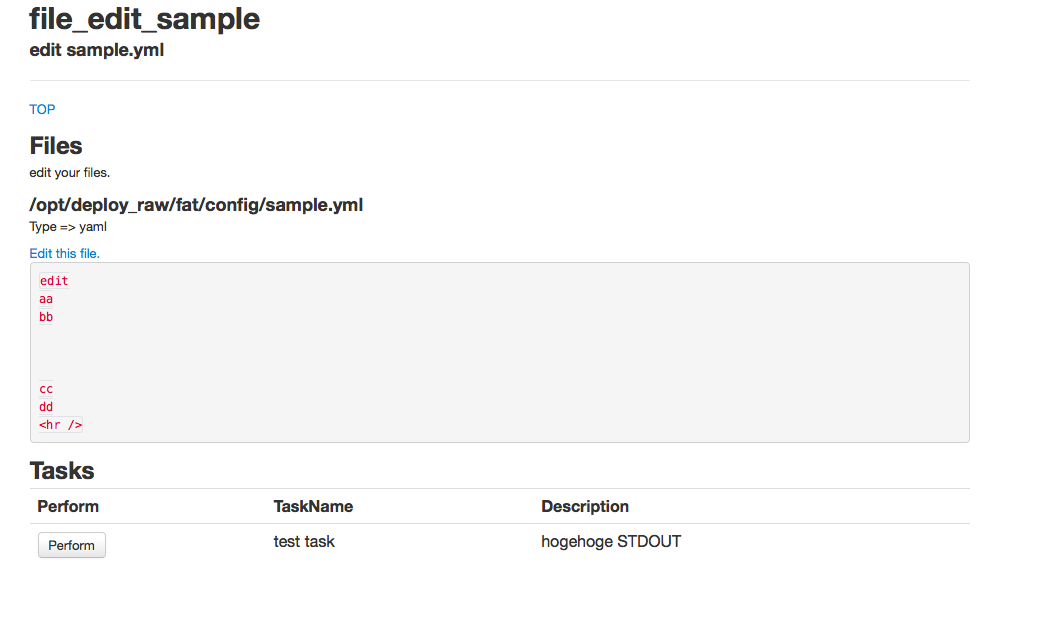 file_edit_sample
edit sample.yml
TOP
Files
edit your files.
/opt/deploy_raw/fat/config/sample.yml
Type => yaml
Edit this file.
edit
aa
bb
cc
dd
<hr />
Tasks
Perform TaskName Description
Perform test task hogehoge STDOUT